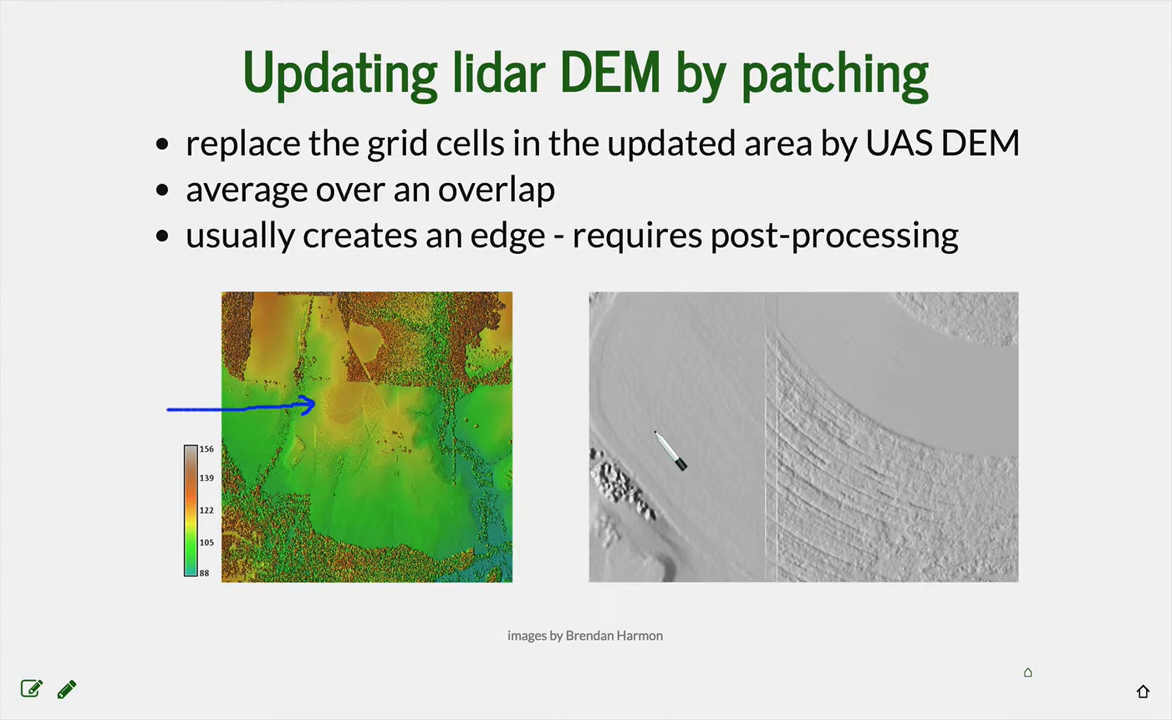 Updating lidar DEM by patching
replace the grid cells in the updated area by UAS DEM
average over an overlap
usually creates an edge - requires post-processing
156
139
122
105
88
images by Brendan Harmon